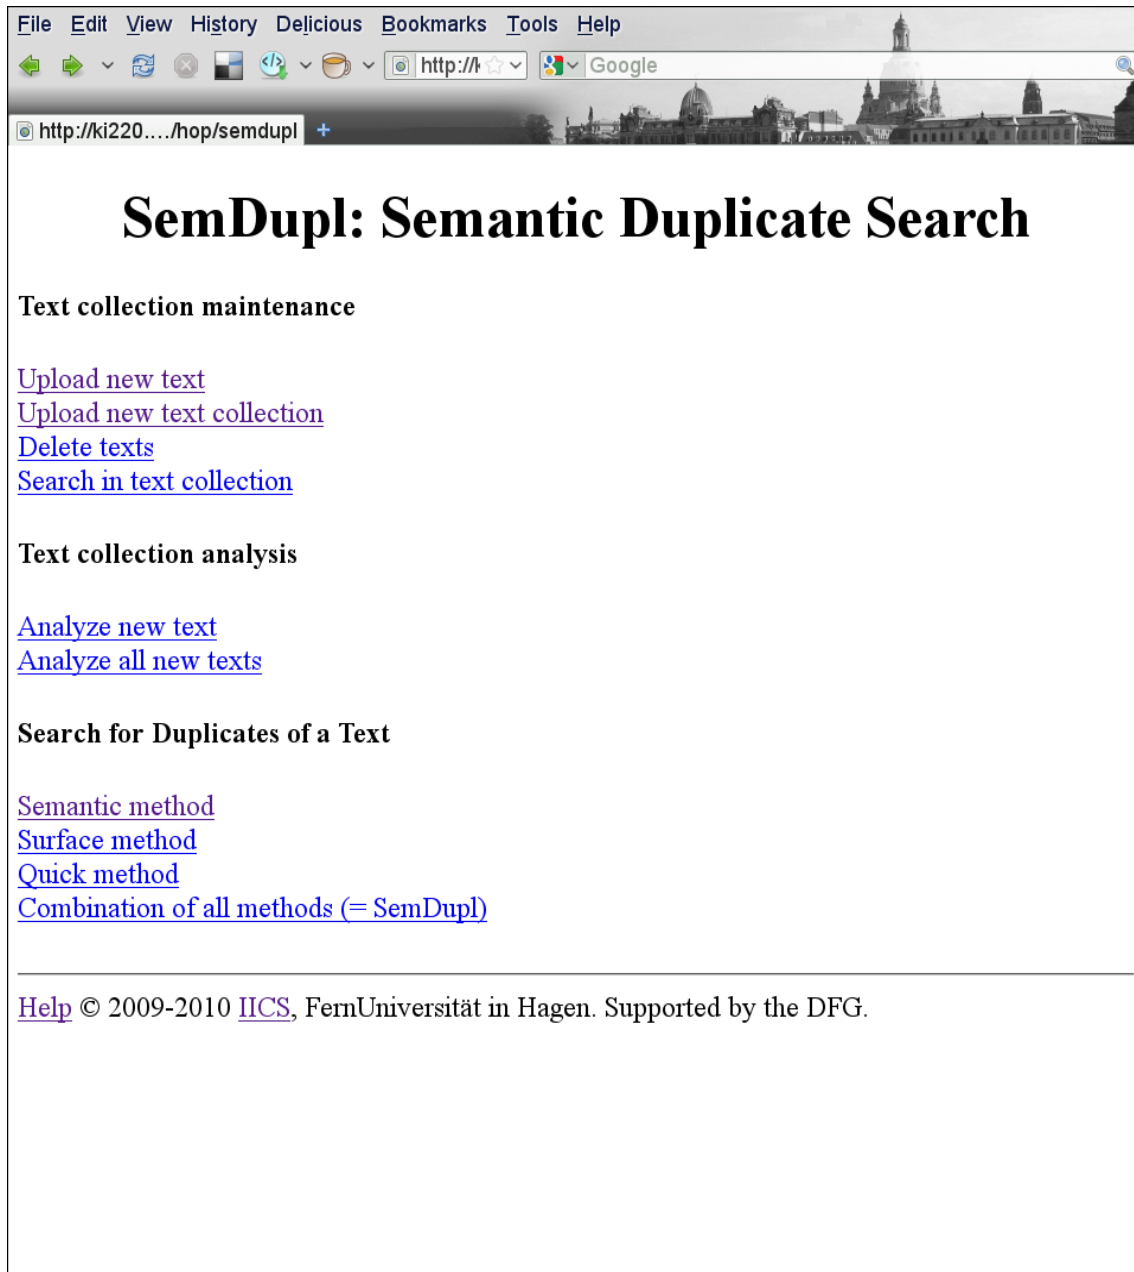 File Edit View History Delicious Bookmarks Tools Help
http:// Google
http://ki220..../hop/semdupl +
SemDupl: Semantic Duplicate Search
Text collection maintenance
Upload new text
Upload new text collection
Delete texts
Search in text collection
Text collection analysis
Analyze new text
Analyze all new texts
Search for Duplicates of a Text
Semantic method
Surface method
Quick method
Combination of all methods (= SemDupl)
Help © 2009-2010 IICS, FernUniversität in Hagen. Supported by the DFG.